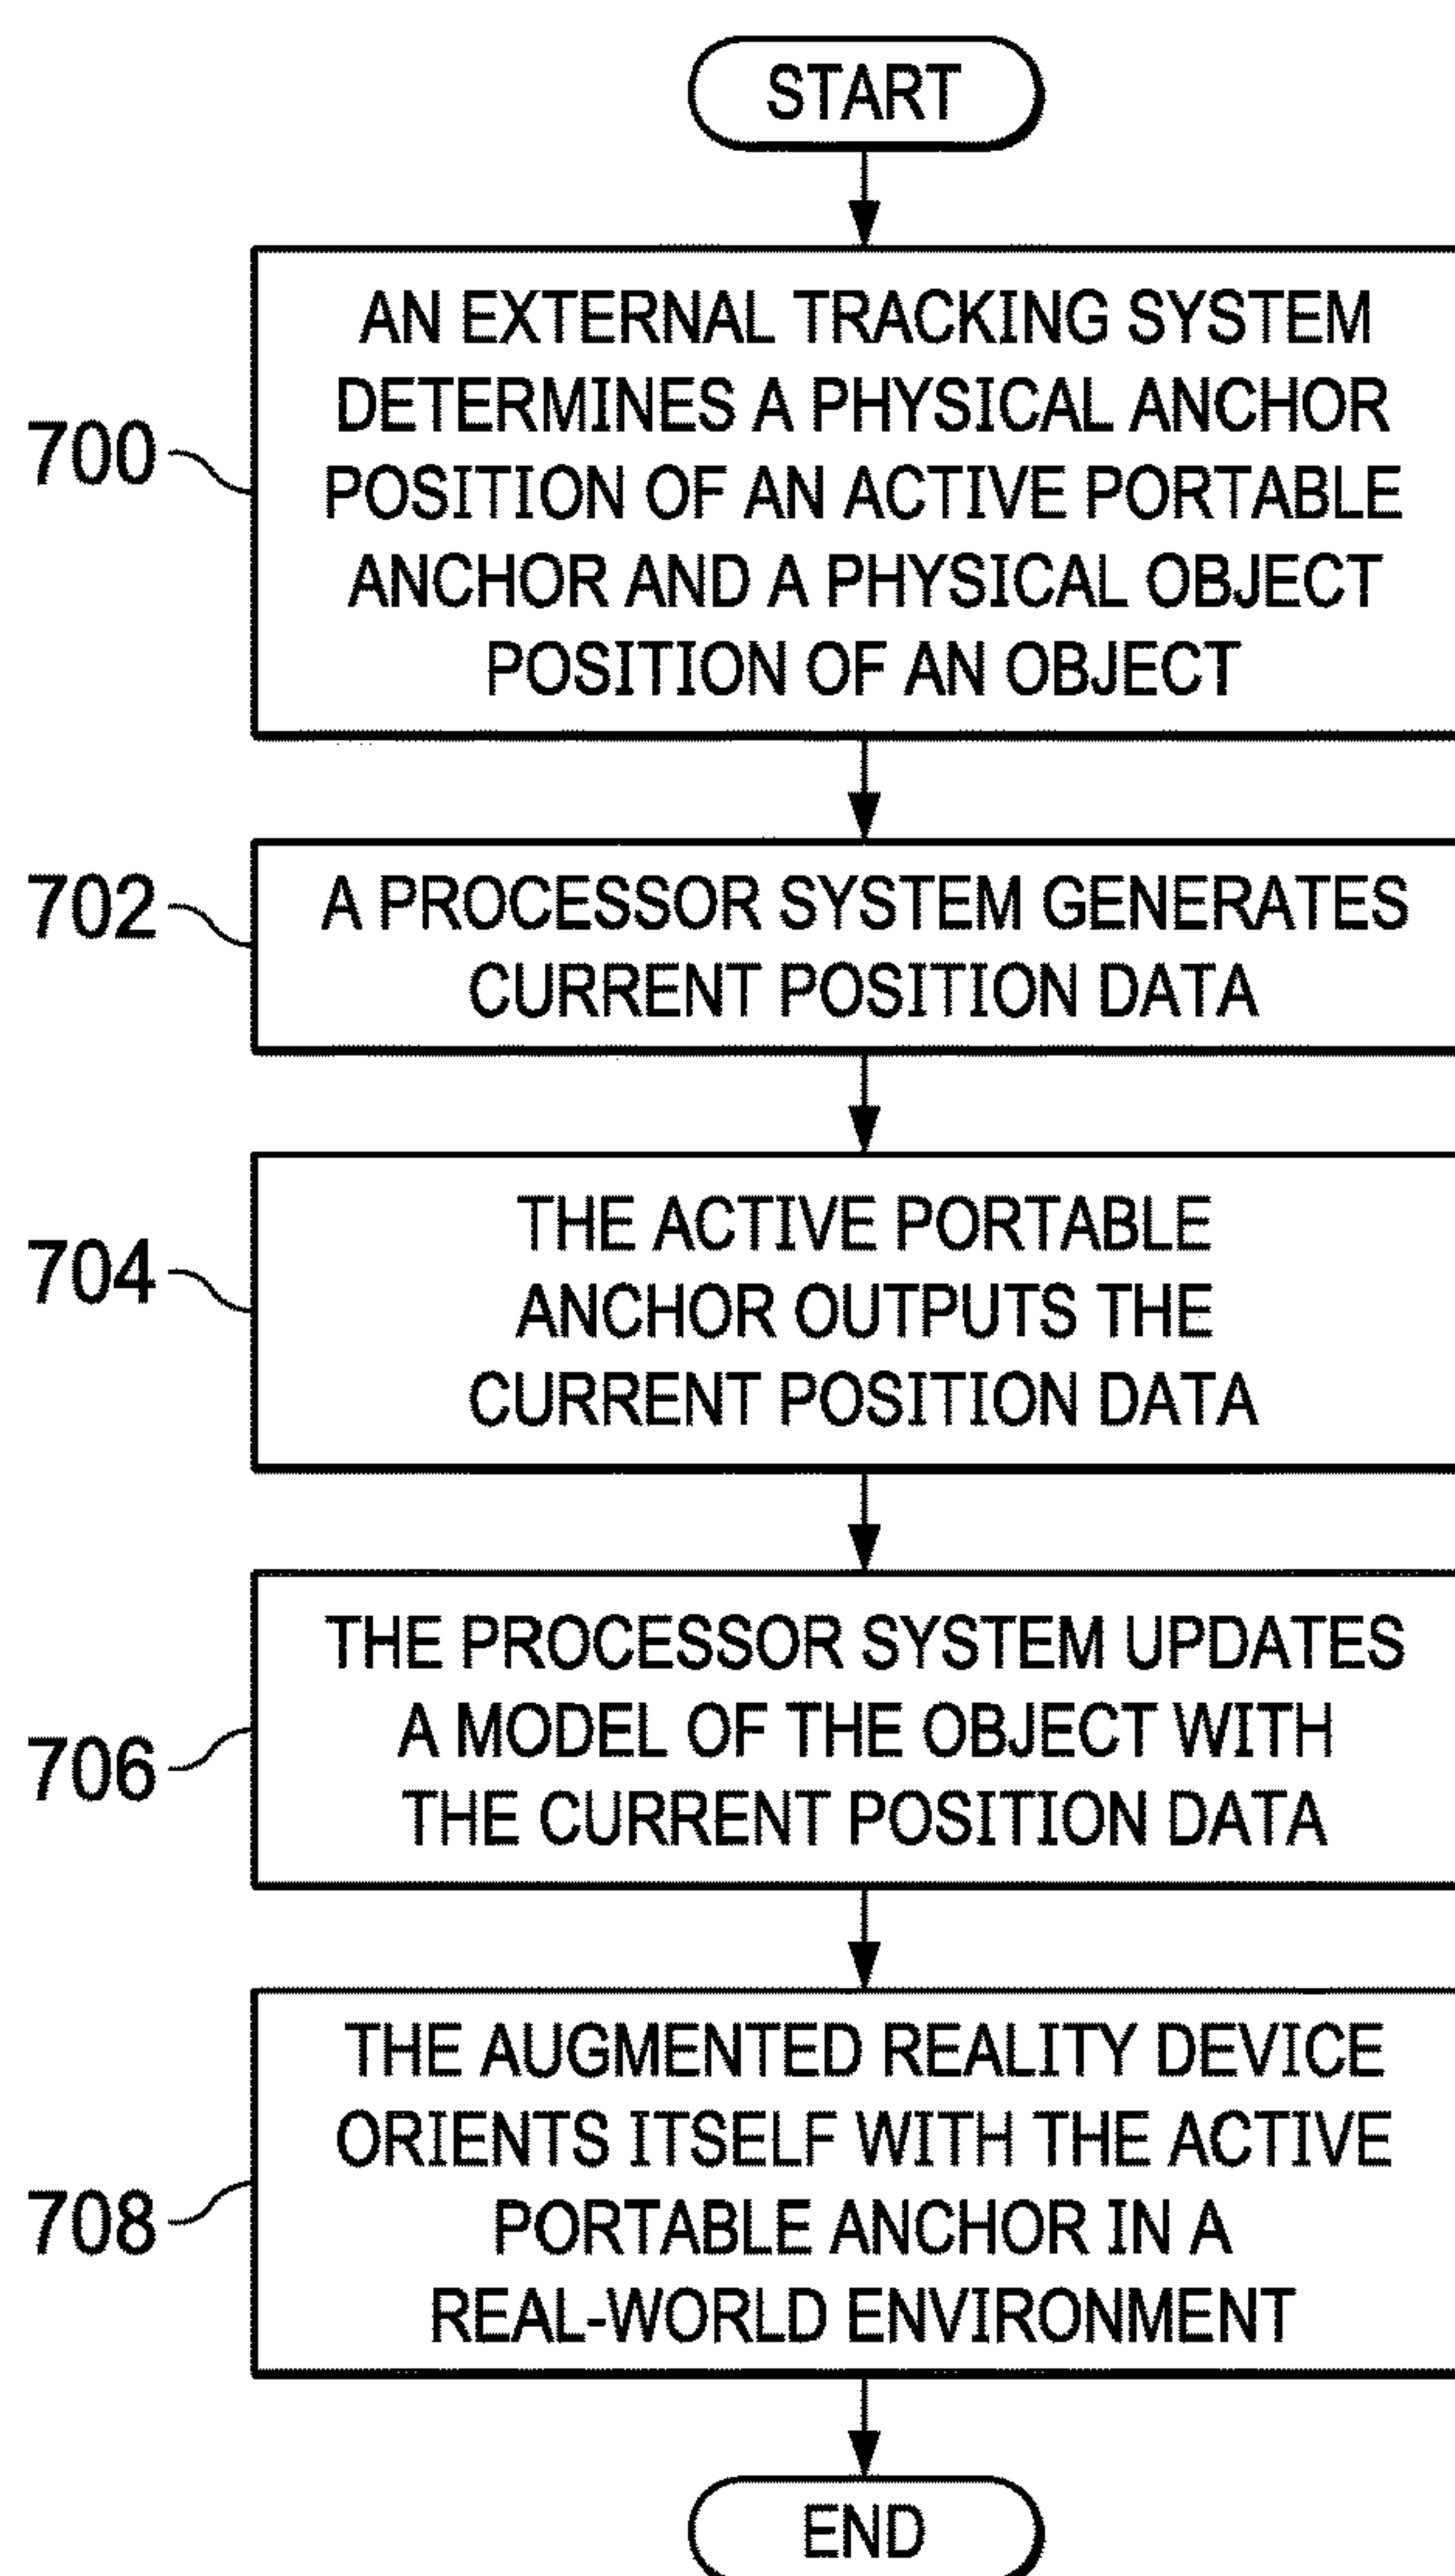 START
700
AN EXTERNAL TRACKING SYSTEM
DETERMINES A PHYSICAL ANCHOR
POSITION OF AN ACTIVE PORTABLE
ANCHOR AND A PHYSICAL OBJECT
POSITION OF AN OBJECT
702
A PROCESSOR SYSTEM GENERATES
CURRENT POSITION DATA
704
THE ACTIVE PORTABLE
ANCHOR OUTPUTS THE
CURRENT POSITION DATA
706
THE PROCESSOR SYSTEM UPDATES
A MODEL OF THE OBJECT WITH
THE CURRENT POSITION DATA
708
THE AUGMENTED REALITY DEVICE
ORIENTS ITSELF WITH THE ACTIVE
PORTABLE ANCHOR IN A
REAL-WORLD ENVIRONMENT
END